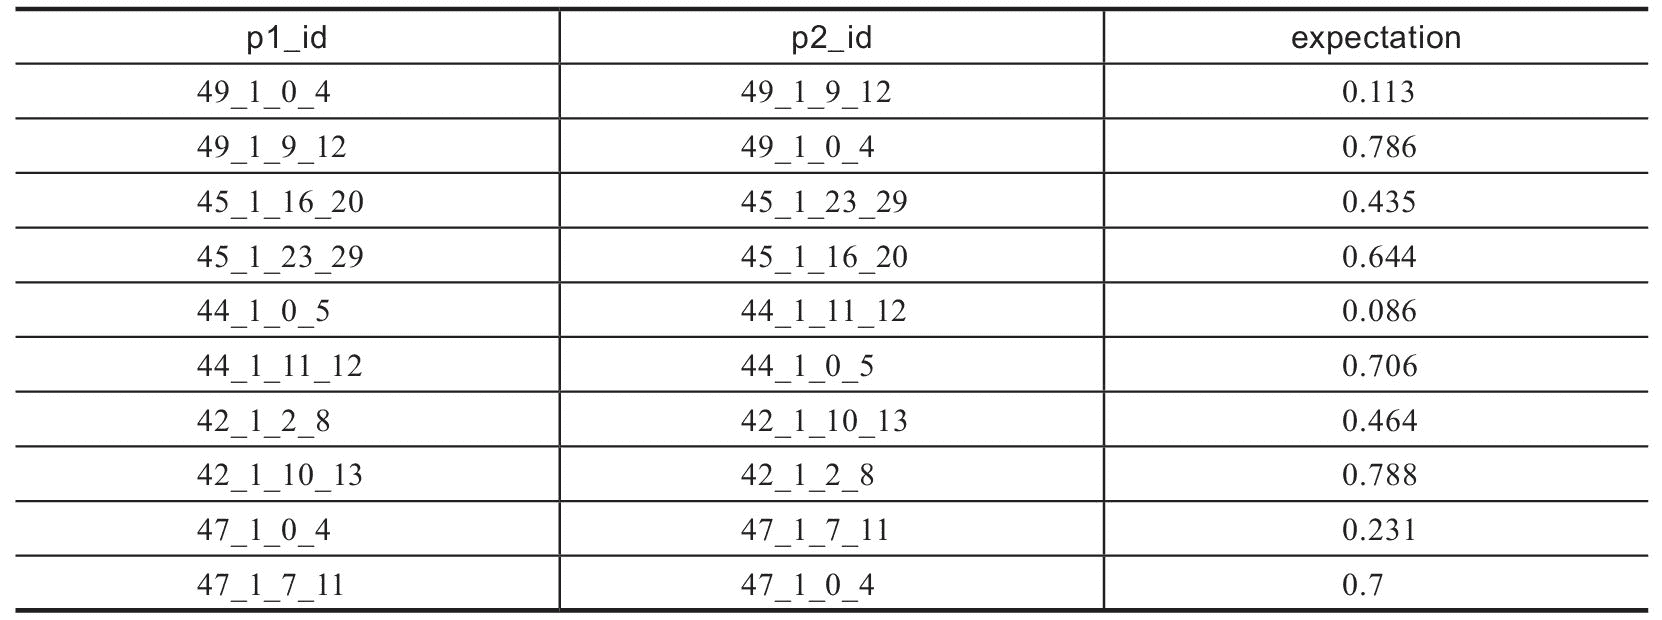 p1_id p2_id expectation
49_1_0_4 49_1_9_12 0.113
49_1_9_12 49_1_0_4 0.786
45_1_16_20 45_1_23_29 0.435
45_1_23_29 45_1_16_20 0.644
44_1_0_5 44_1_11_12 0.086
44_1_11_12 44_1_0_5 0.706
42_1_2_8 42_1_10_13 0.464
42_1_10_13 42_1_2_8 0.788
47_1_0_4 47_1_7_11 0.231
47_1_7_11 47_1_0_4 0.7